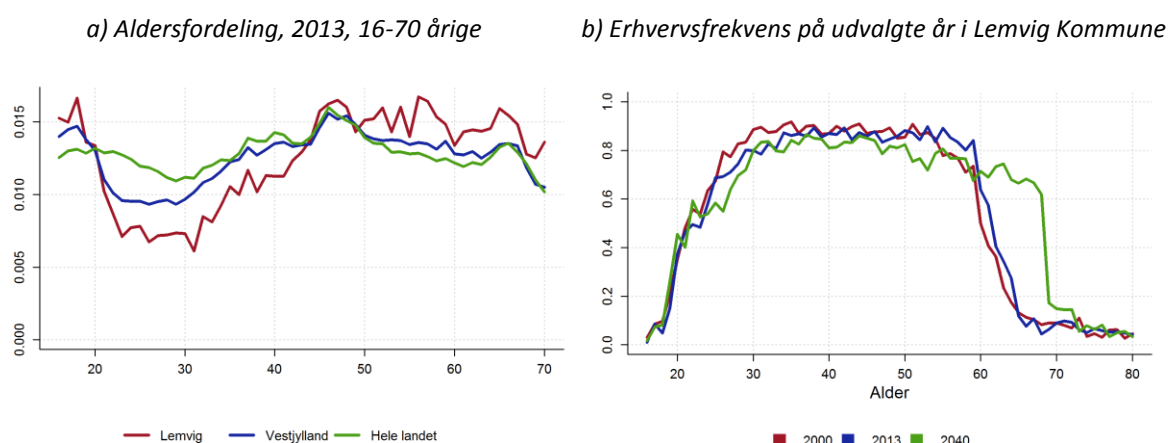 a) Aldersfordeling, 2013, 16-70 årige
0.015
0.010
0.005
0.000
20 30 40 50 60 70
Lemvig Vestjylland Hele landet
b) Erhvervsfrekvens på udvalgte år i Lemvig Kommune
1.0
0.8
0.6
0.4
0.2
0.0
20 30 40 50 60 70 80
Alder
2000 2013 2040